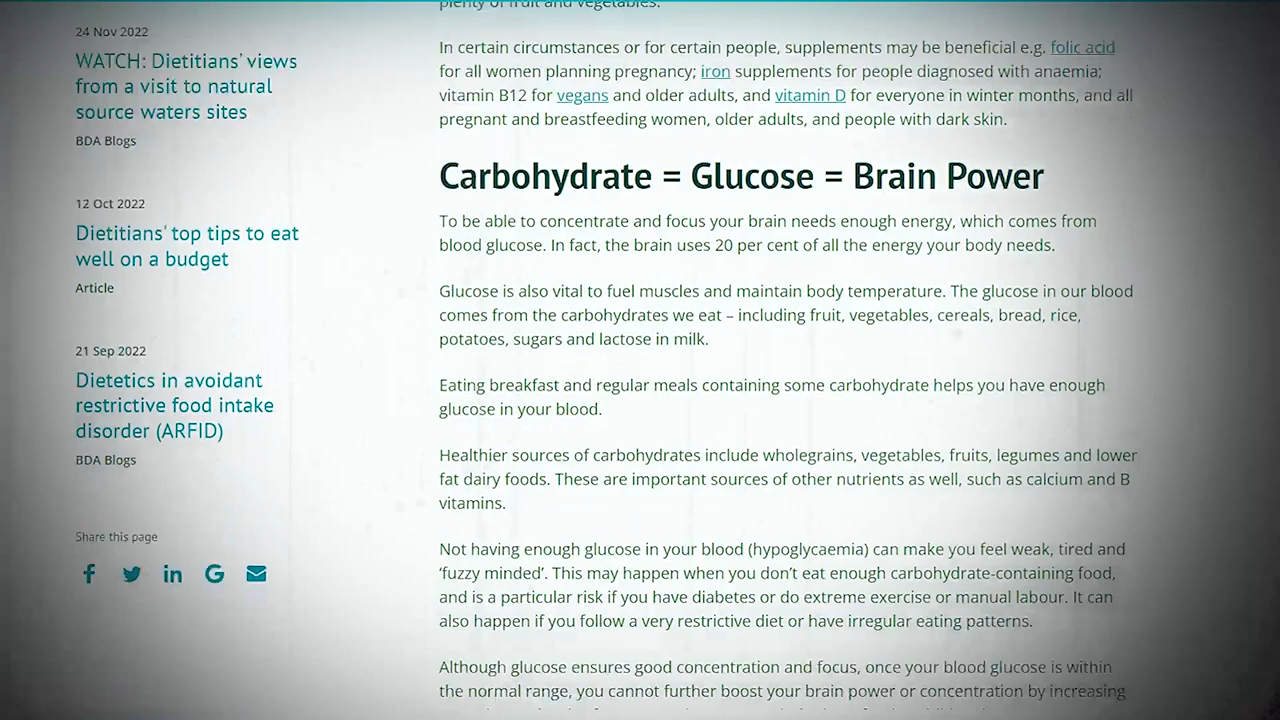 24 Nov 2022
WATCH: Dietitians' views
from a visit to natural
source waters sites
BDA Blogs
12 Oct 2022
Dietitians' top tips to eat
well on a budget
Article
21 Sep 2022
Dietetics in avoidant
restrictive food intake
disorder (ARFID)
BDA Blogs
Share this page
plenty of fruit and vegetables.
In certain circumstances or for certain people, supplements may be beneficial e.g. folic acid
for all women planning pregnancy; iron supplements for people diagnosed with anaemia;
vitamin B12 for vegans and older adults, and vitamin D for everyone in winter months, and all
pregnant and breastfeeding women, older adults, and people with dark skin.
Carbohydrate = Glucose = Brain Power
To be able to concentrate and focus your brain needs enough energy, which comes from
blood glucose. In fact, the brain uses 20 per cent of all the energy your body needs.
Glucose is also vital to fuel muscles and maintain body temperature. The glucose in our blood
comes from the carbohydrates we eat – including fruit, vegetables, cereals, bread, rice,
potatoes, sugars and lactose in milk.
Eating breakfast and regular meals containing some carbohydrate helps you have enough
glucose in your blood.
Healthier sources of carbohydrates include wholegrains, vegetables, fruits, legumes and lower
fat dairy foods. These are important sources of other nutrients as well, such as calcium and B
vitamins.
Not having enough glucose in your blood (hypoglycaemia) can make you feel weak, tired and
'fuzzy minded'. This may happen when you don't eat enough carbohydrate-containing food,
and is a particular risk if you have diabetes or do extreme exercise or manual labour. It can
also happen if you follow a very restrictive diet or have irregular eating patterns.
Although glucose ensures good concentration and focus, once your blood glucose is within
the normal range, you cannot further boost your brain power or concentration by increasing